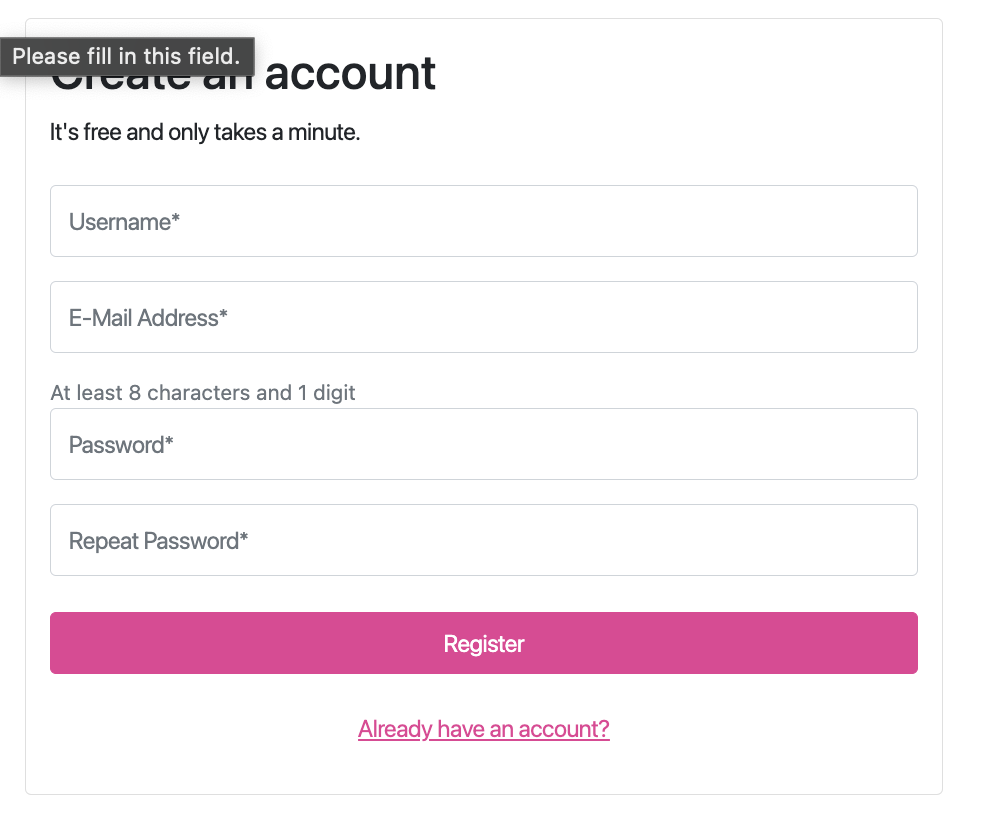 Please fill in this field.
Create an account
It's free and only takes a minute.
Username*
E-Mail Address*
At least 8 characters and 1 digit
Password*
Repeat Password*
Register
Already have an account?